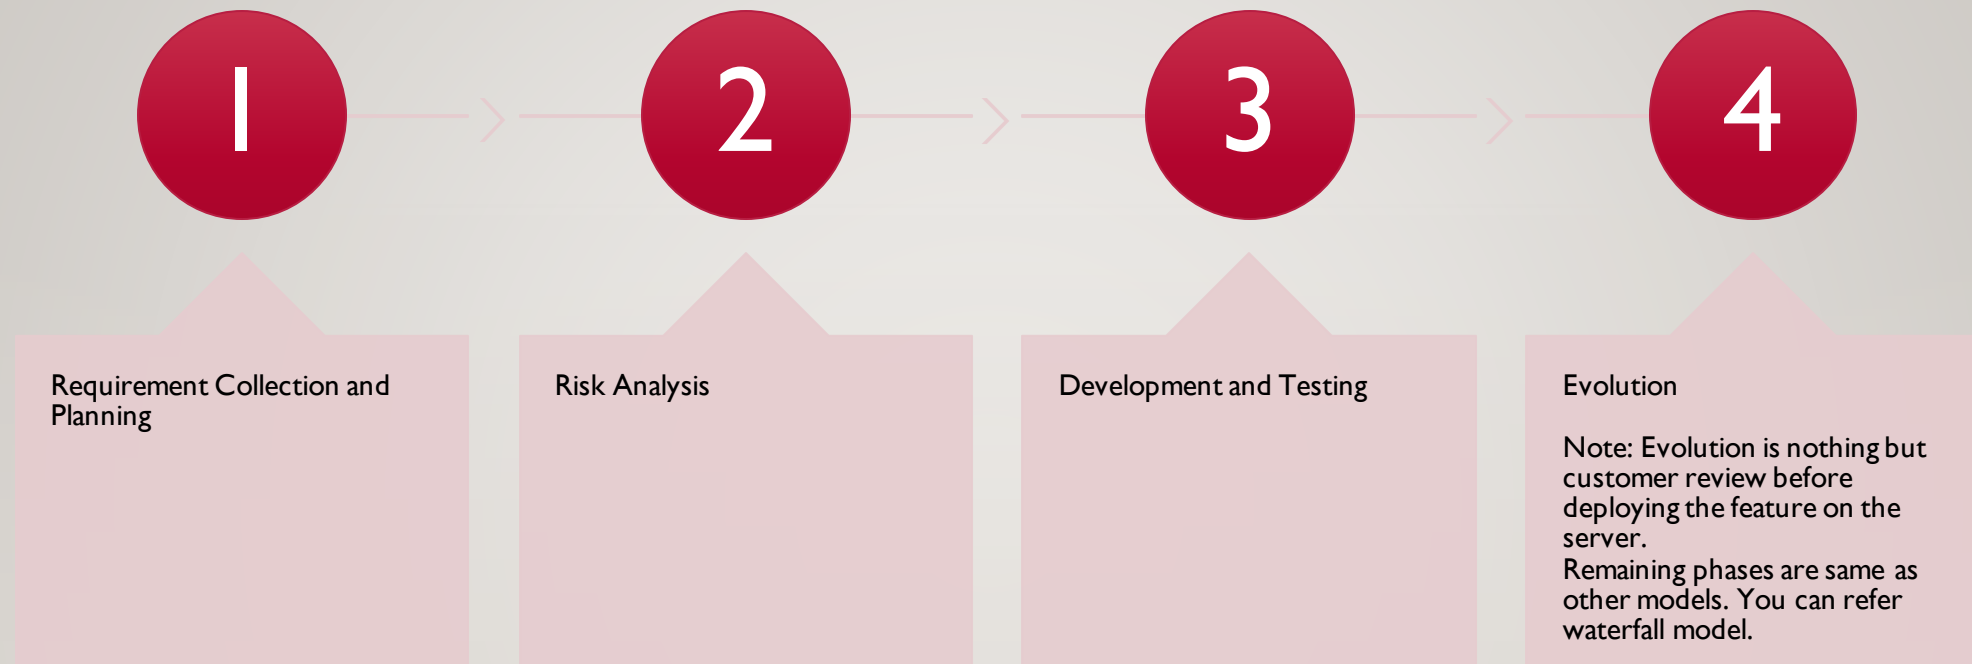 1
2
3
4
Requirement Collection and
Planning
Risk Analysis
Development and Testing
Evolution
Note: Evolution is nothing but
customer review before
deploying the feature on the
server.
Remaining phases are same as
other models. You can refer
waterfall model.